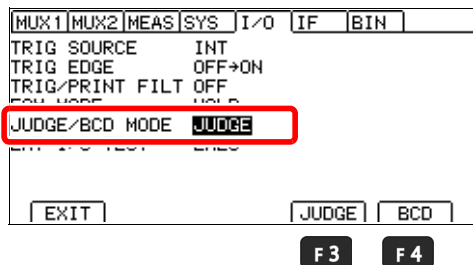 MUX1 MUX2 MEAS SYS I/O IF BIN
TRIG SOURCE INT
TRIG EDGE OFF→ON
TRIG/PRINT FILT OFF
JUDGE/BCD MODE JUDGE
EXIT JUDGE BCD
F3 F4